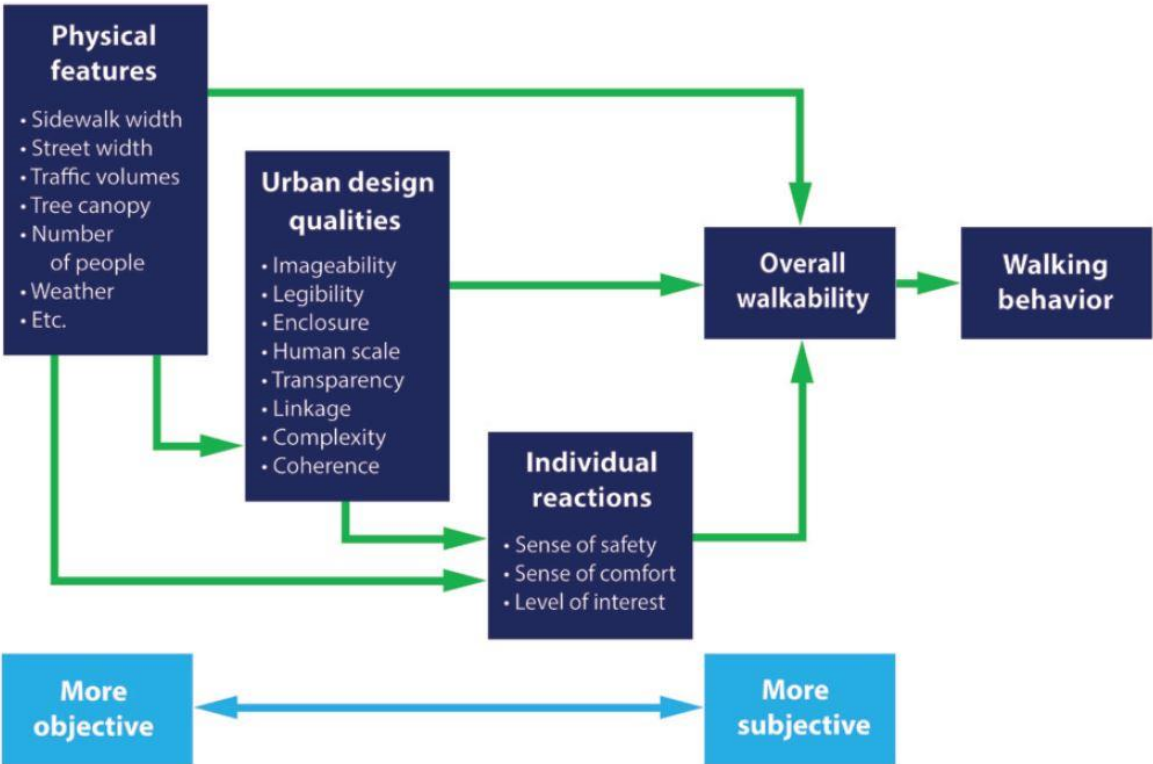 Physical
features
• Sidewalk width
• Street width
• Traffic volumes
• Tree canopy
• Number
of people
• Weather
• Etc.
Urban design
qualities
• Imageability
• Legibility
• Enclosure
• Human scale
• Transparency
• Linkage
• Complexity
• Coherence
Individual
reactions
• Sense of safety
• Sense of comfort
• Level of interest
Overall
walkability
Walking
behavior
More
objective
More
subjective